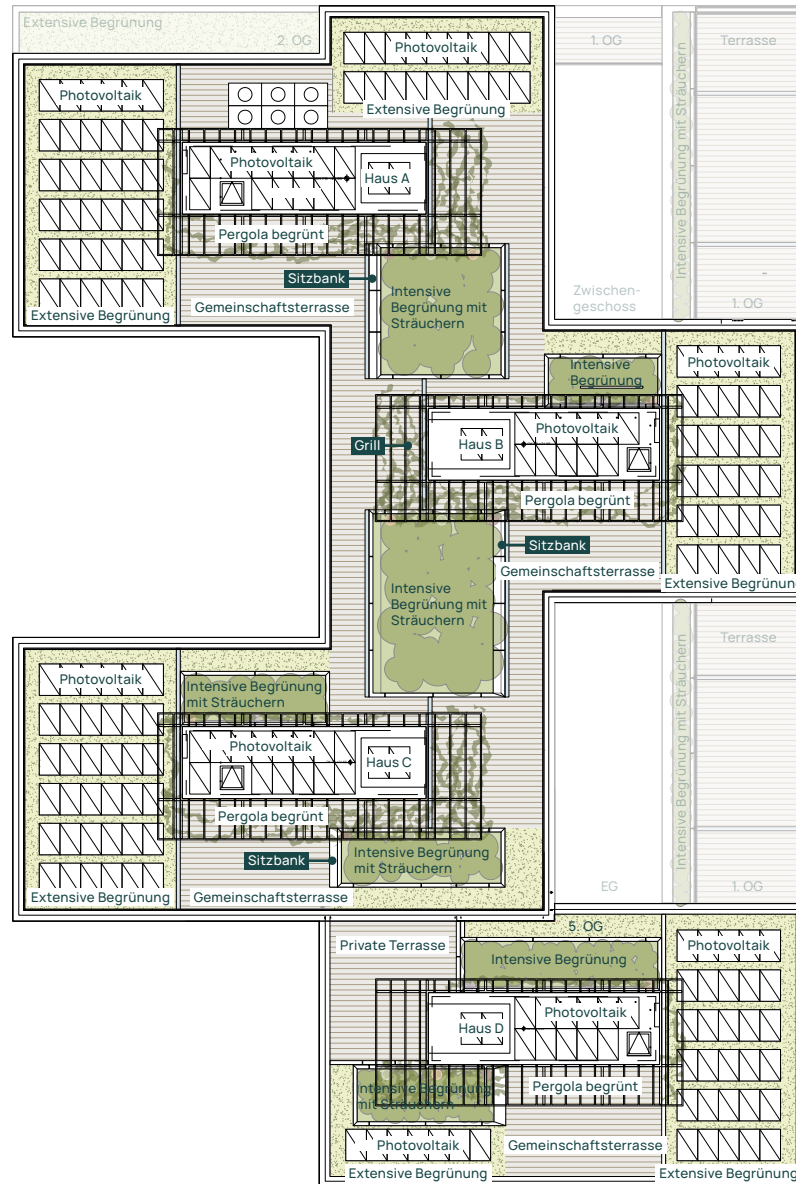 Extensive Begrünung
2. OG
1. OG
Terrasse
Photovoltaik
Extensive Begrünung
Intensive Begrünung mit Sträuchern
Photovoltaik
Photovoltaik
Haus A
Pergola begrünt
Sitzbank
Gemeinschaftsterrasse
Extensive Begrünung
Intensive
Begrünung mit
Sträuchern
Zwischen-
geschoss
1. OG
Intensive
Begrünung
Photovoltaik
Grill
Haus B
Photovoltaik
Pergola begrünt
Sitzbank
Gemeinschaftsterrasse
Extensive Begrünung
Intensive
Begrünung mit
Sträuchern
Terrasse
Intensive Begrünung mit Sträuchern
Photovoltaik
Intensive Begrünung
mit Sträuchern
Photovoltaik
Haus C
Pergola begrünt
Sitzbank
Intensive Begrünung
mit Sträuchern
Extensive Begrünung
Gemeinschaftsterrasse
EG
1. OG
5. OG
Private Terrasse
Intensive Begrünung
Photovoltaik
Haus D
Photovoltaik
Pergola begrünt
Intensive Begrünung
mit Sträuchern
Photovoltaik
Gemeinschaftsterrasse
Extensive Begrünung
Extensive Begrünung